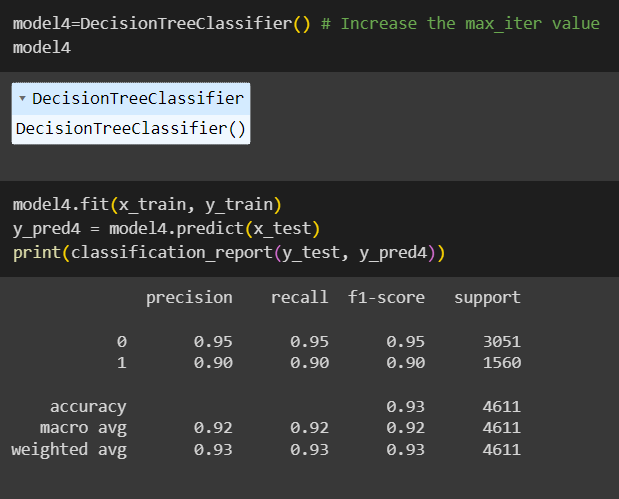 model4=DecisionTreeClassifier() # Increase the max_iter value
model4
DecisionTreeClassifier
DecisionTreeClassifier()
model4.fit(x_train, y_train)
y_pred4 = model4.predict(x_test)
print(classification_report(y_test, y_pred4))
precision recall f1-score support
0 0.95 0.95 0.95 3051
1 0.90 0.90 0.90 1560
accuracy 0.93 4611
macro avg 0.92 0.92 0.92 4611
weighted avg 0.93 0.93 0.93 4611